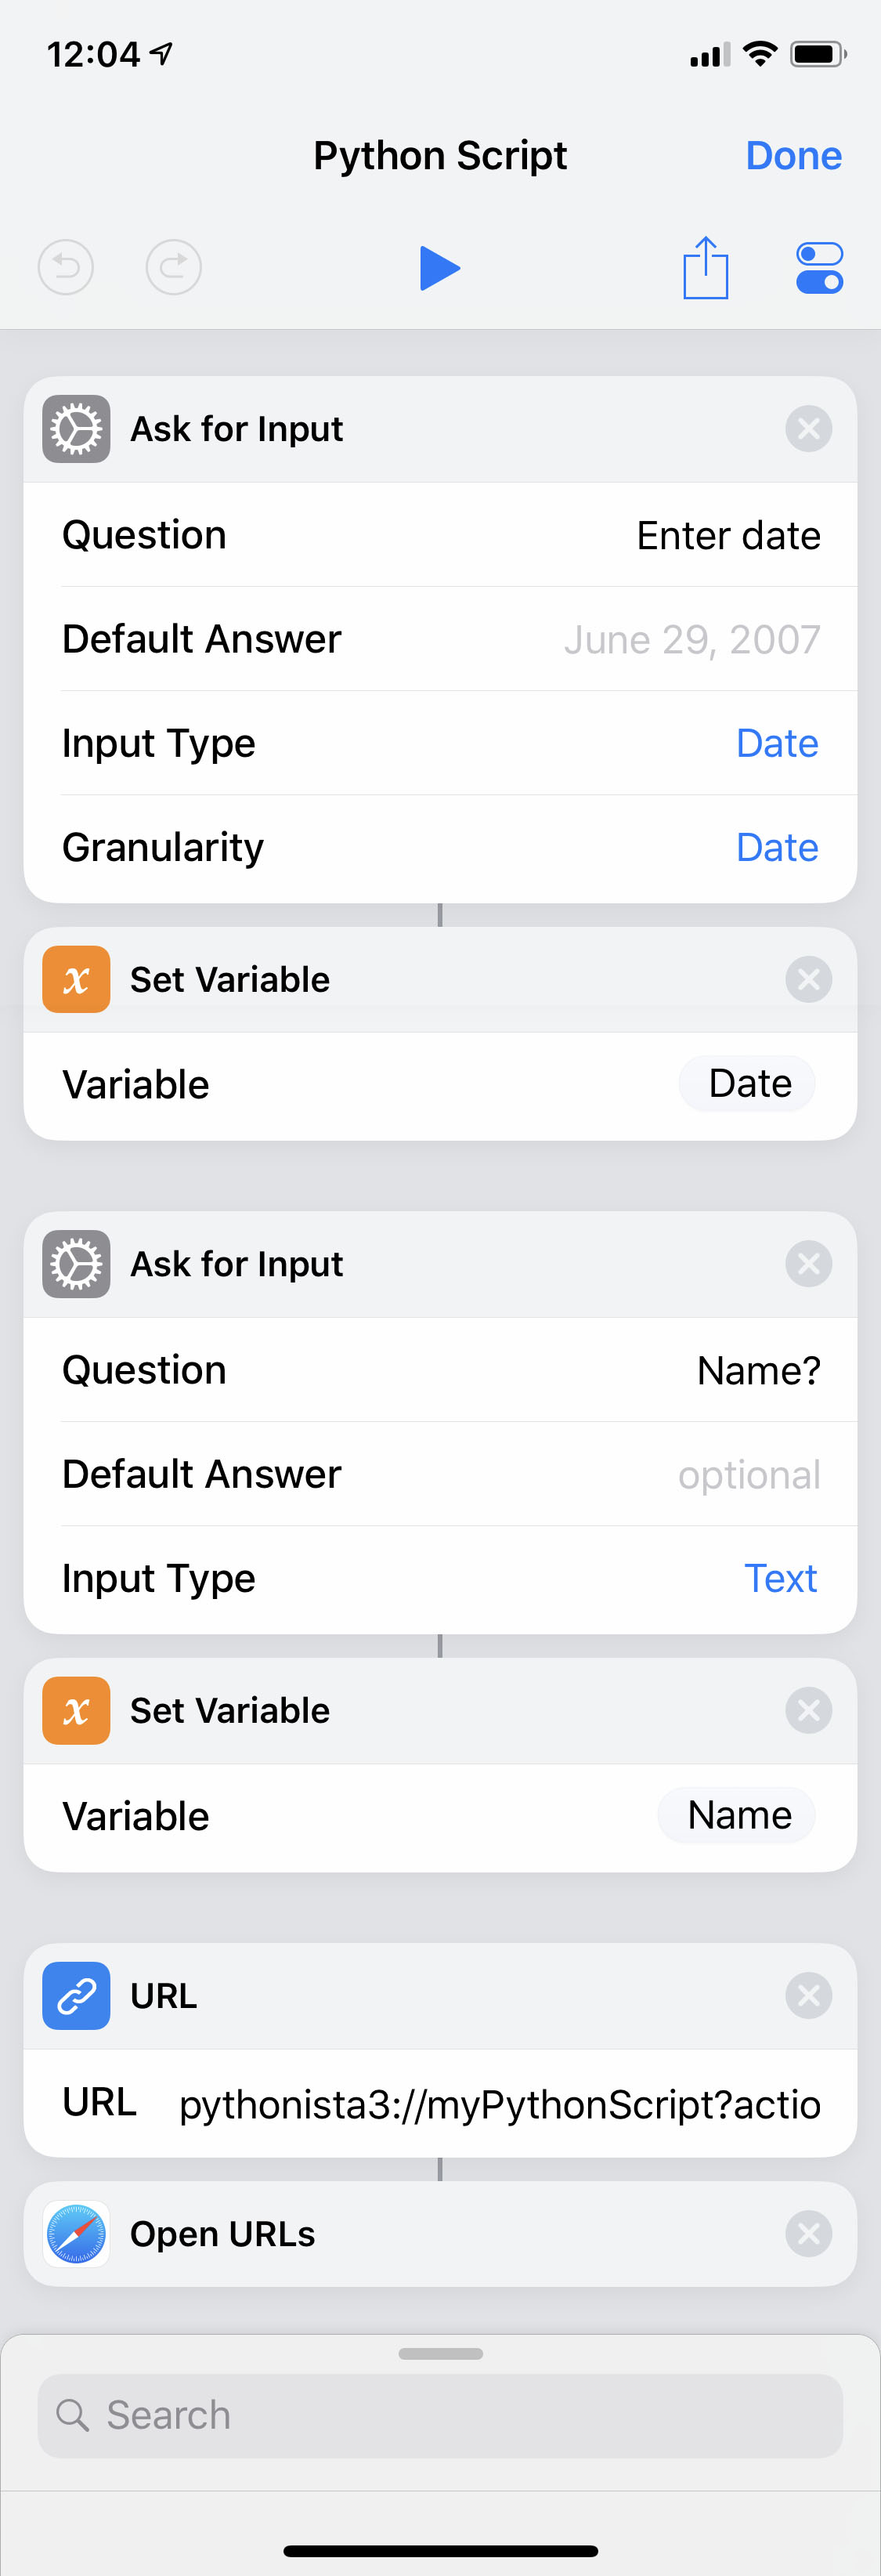 12:04
Python Script
Done
Ask for Input
Question Enter date
Default Answer June 29, 2007
Input Type Date
Granularity Date
x Set Variable
Variable Date
Ask for Input
Question Name?
Default Answer optional
Input Type Text
x Set Variable
Variable Name
URL
URL pythonista3://myPythonScript?actio
Open URLs
Search